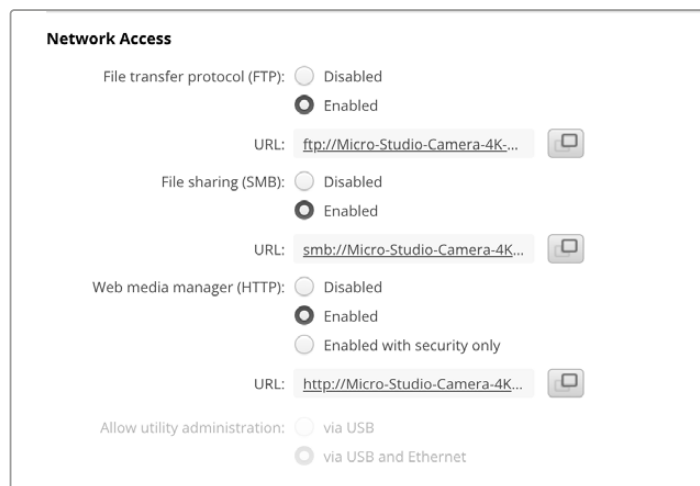 Network Access
File transfer protocol (FTP): Disabled
Enabled
URL: ftp://Micro-Studio-Camera-4K-...
File sharing (SMB): Disabled
Enabled
URL: smb://Micro-Studio-Camera-4K...
Web media manager (HTTP): Disabled
Enabled
Enabled with security only
URL: http://Micro-Studio-Camera-4K...
Allow utility administration: via USB
via USB and Ethernet